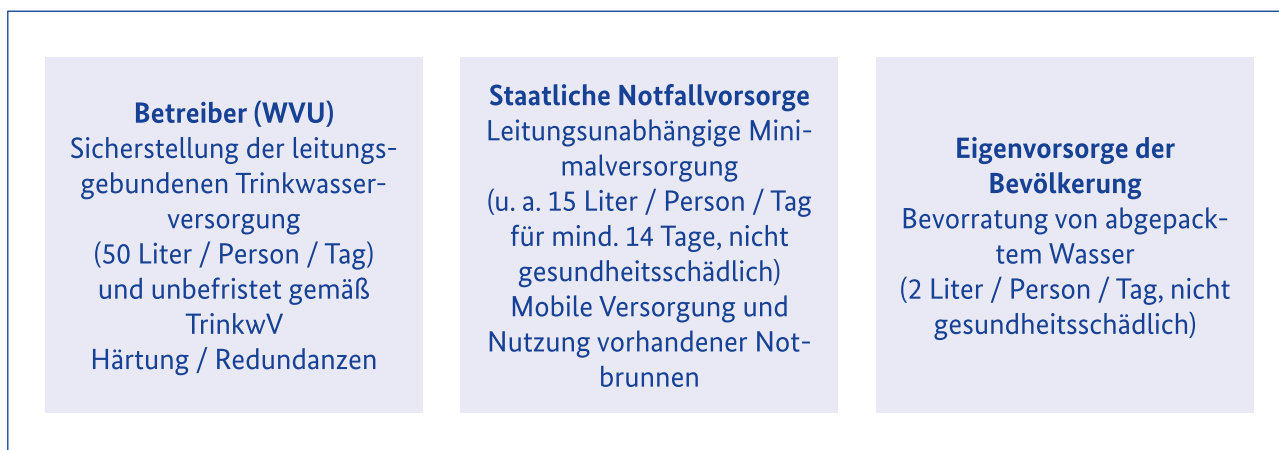 Betreiber (WVU)
Sicherstellung der leitungs-
gebundenen Trinkwasser-
versorgung
(50 Liter / Person / Tag)
und unbefristet gemäß
TrinkwV
Härtung / Redundanzen
Staatliche Notfallvorsorge
Leitungsunabhängige Mini-
malversorgung
(u. a. 15 Liter / Person / Tag
für mind. 14 Tage, nicht
gesundheitsschädlich)
Mobile Versorgung und
Nutzung vorhandener Not-
brunnen
Eigenvorsorge der
Bevölkerung
Bevorratung von abgepack-
tem Wasser
(2 Liter / Person / Tag, nicht
gesundheitsschädlich)